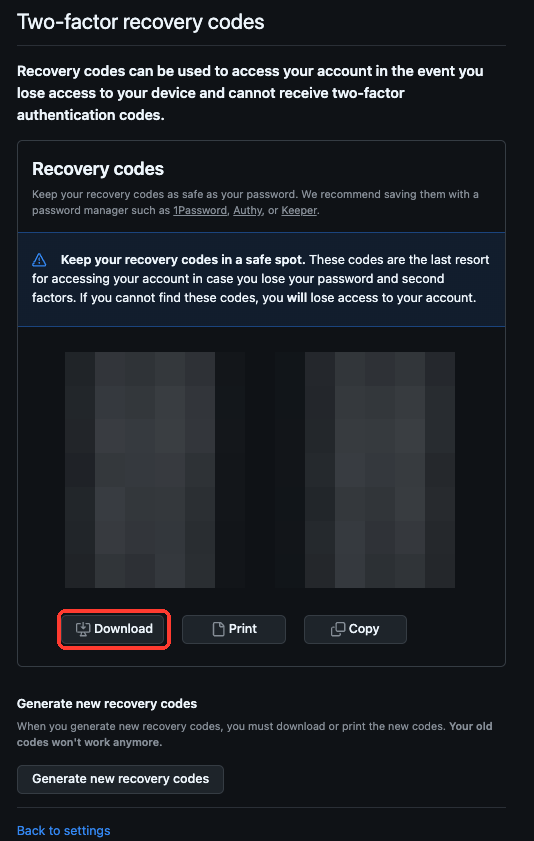 Two-factor recovery codes
Recovery codes can be used to access your account in the event you
lose access to your device and cannot receive two-factor
authentication codes.
Recovery codes
Keep your recovery codes as safe as your password. We recommend saving them with a
password manager such as 1Password, Authy, or Keeper.
Keep your recovery codes in a safe spot. These codes are the last resort
for accessing your account in case you lose your password and second
factors. If you cannot find these codes, you will lose access to your account.
Download
Print
Copy
Generate new recovery codes
When you generate new recovery codes, you must download or print the new codes. Your old
codes won't work anymore.
Generate new recovery codes
Back to settings